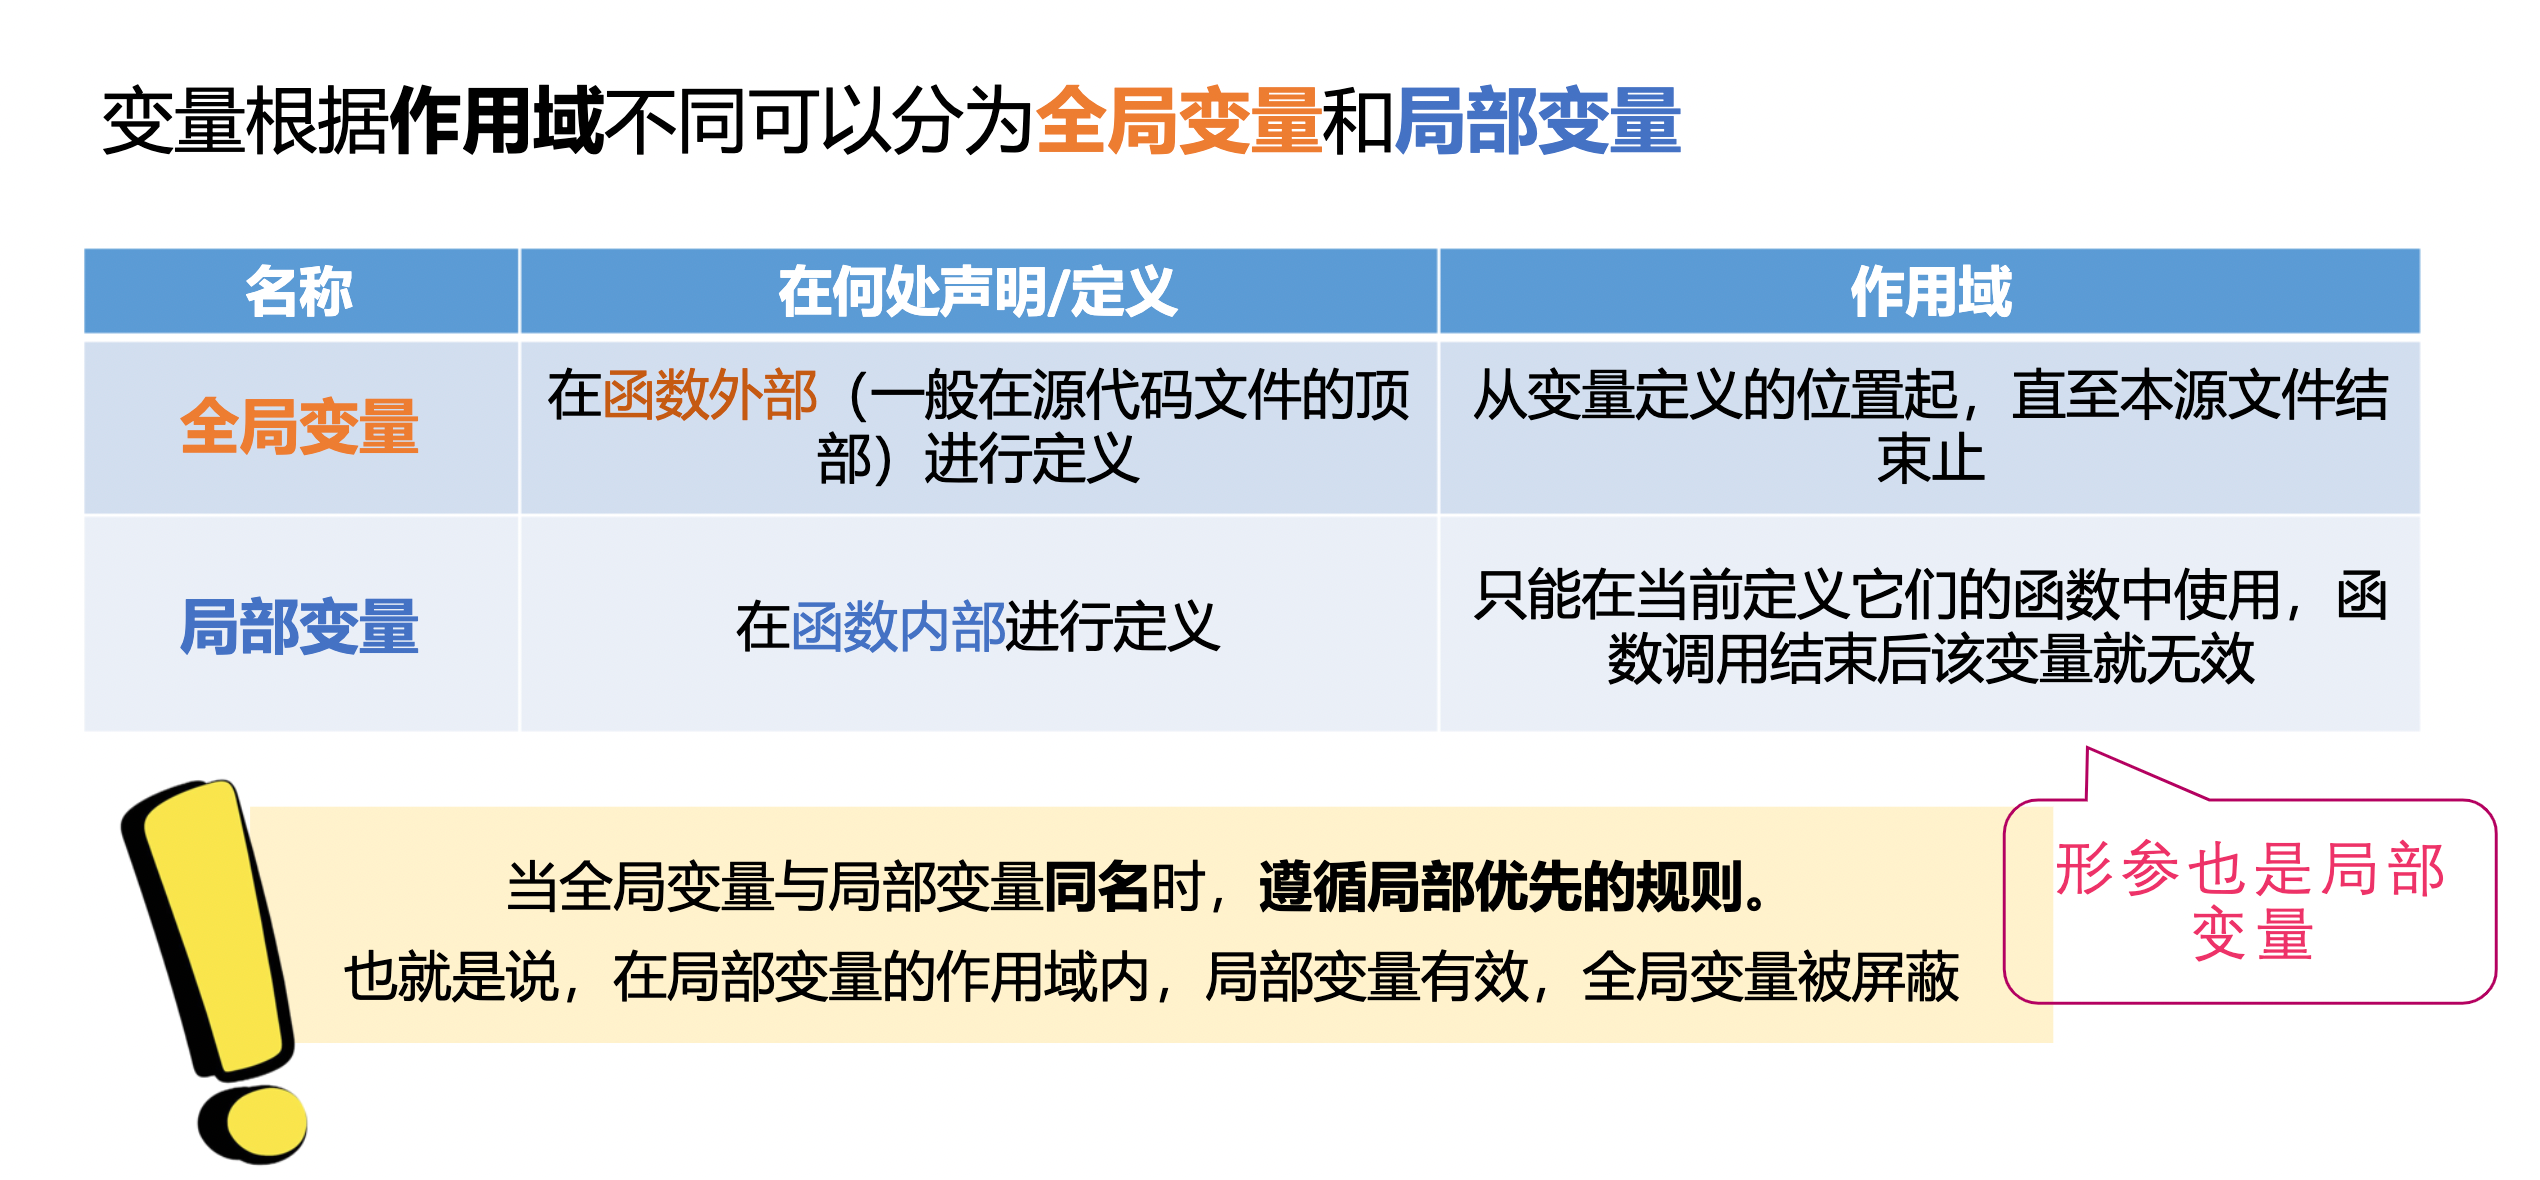 变量根据作用域不同可以分为全局变量和局部变量
名称
在何处声明/定义
作用域
全局变量
在函数外部（一般在源代码文件的顶
部）进行定义
从变量定义的位置起，直至本源文件结
束止
局部变量
在函数内部进行定义
只能在当前定义它们的函数中使用，函
数调用结束后该变量就无效
当全局变量与局部变量同名时，遵循局部优先的规则。
也就是说，在局部变量的作用域内，局部变量有效，全局变量被屏蔽
形参也是局部
变量